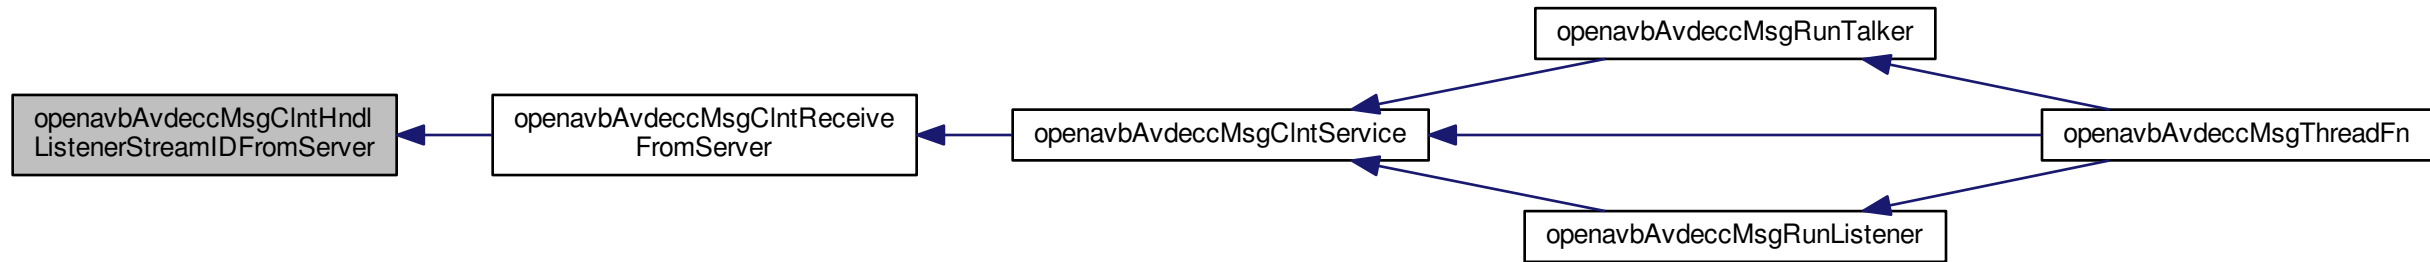 openavbAvdeccMsgClntHndl
ListenerStreamIDFromServer
openavbAvdeccMsgClntReceive
FromServer
openavbAvdeccMsgClntService
openavbAvdeccMsgRunTalker
openavbAvdeccMsgThreadFn
openavbAvdeccMsgRunListener